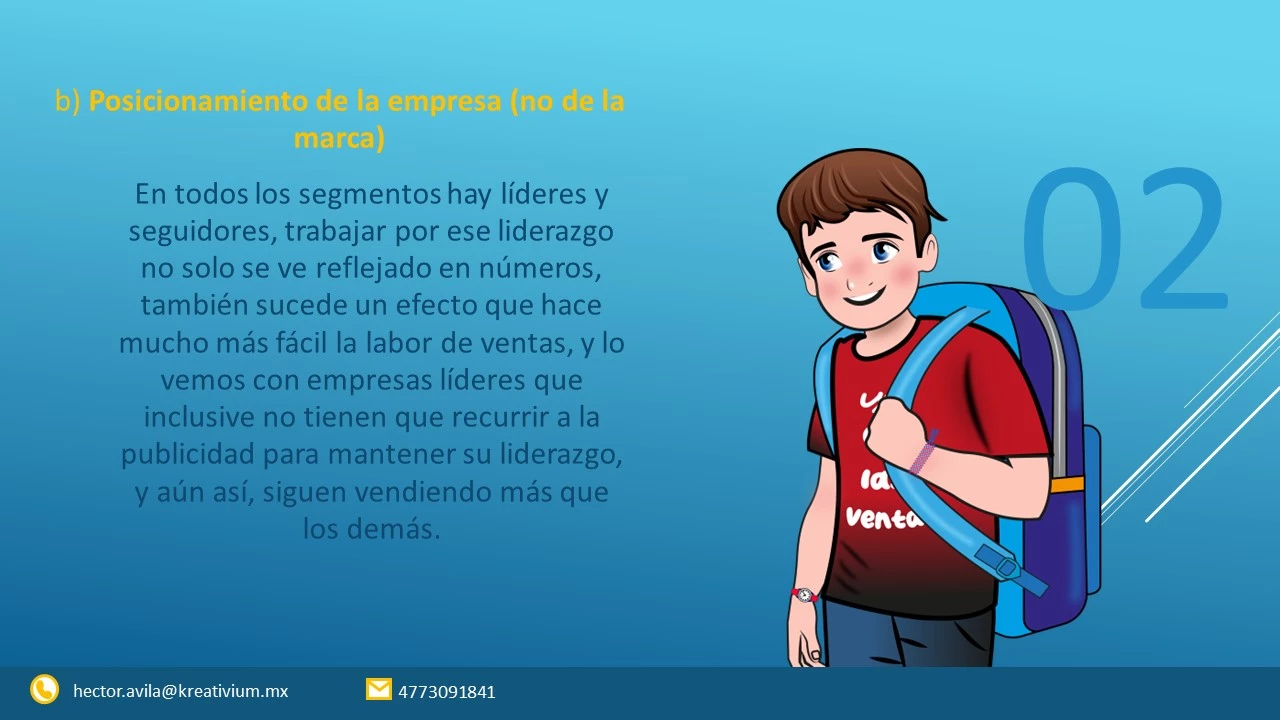 b) Posicionamiento de la empresa (no de la
marca)
En todos los segmentos hay líderes y
seguidores, trabajar por ese liderazgo
no solo se ve reflejado en números,
también sucede un efecto que hace
mucho más fácil la labor de ventas, y lo
vemos con empresas líderes que
inclusive no tienen que recurrir a la
publicidad para mantener su liderazgo,
y aún así, siguen vendiendo más que
los demás.
02
hector.avila@kreativium.mx
4773091841